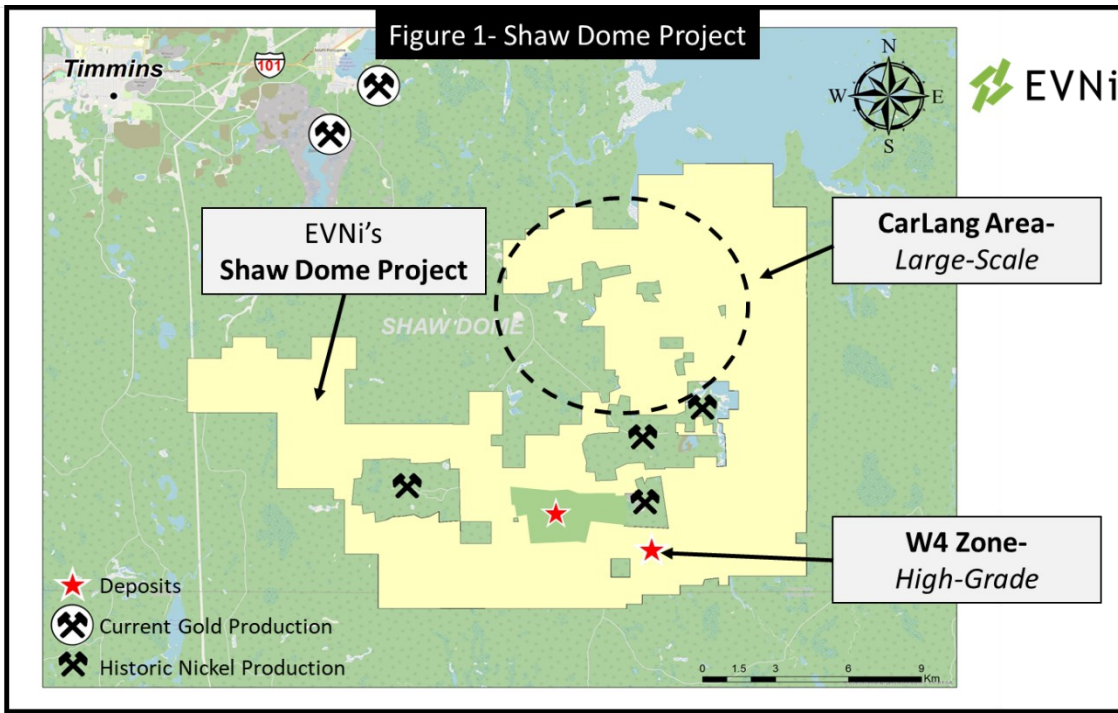 Figure 1- Shaw Dome Project
Timmins
101
N
W
E
S
EVNi
EVNi's
Shaw Dome Project
CarLang Area-
Large-Scale
SHAW DOME
W4 Zone-
High-Grade
Deposits
Current Gold Production
Historic Nickel Production
0 1.5 3 6 9
Km